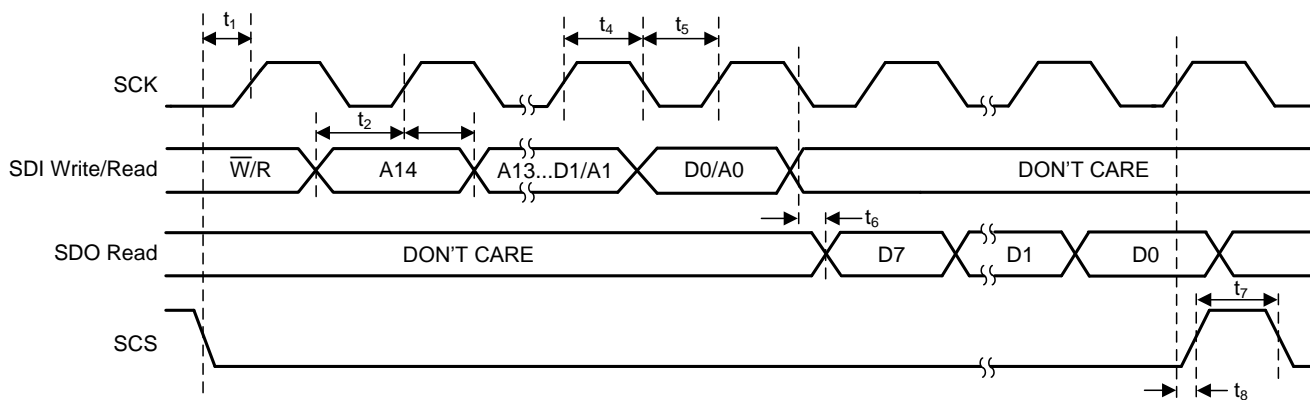 t1 t4 t5
SCK
t2
SDI Write/Read W̅/R A14 A13...D1/A1 D0/A0 DON'T CARE
t6
SDO Read DON'T CARE D7 D1 D0
t7
SCS
t8